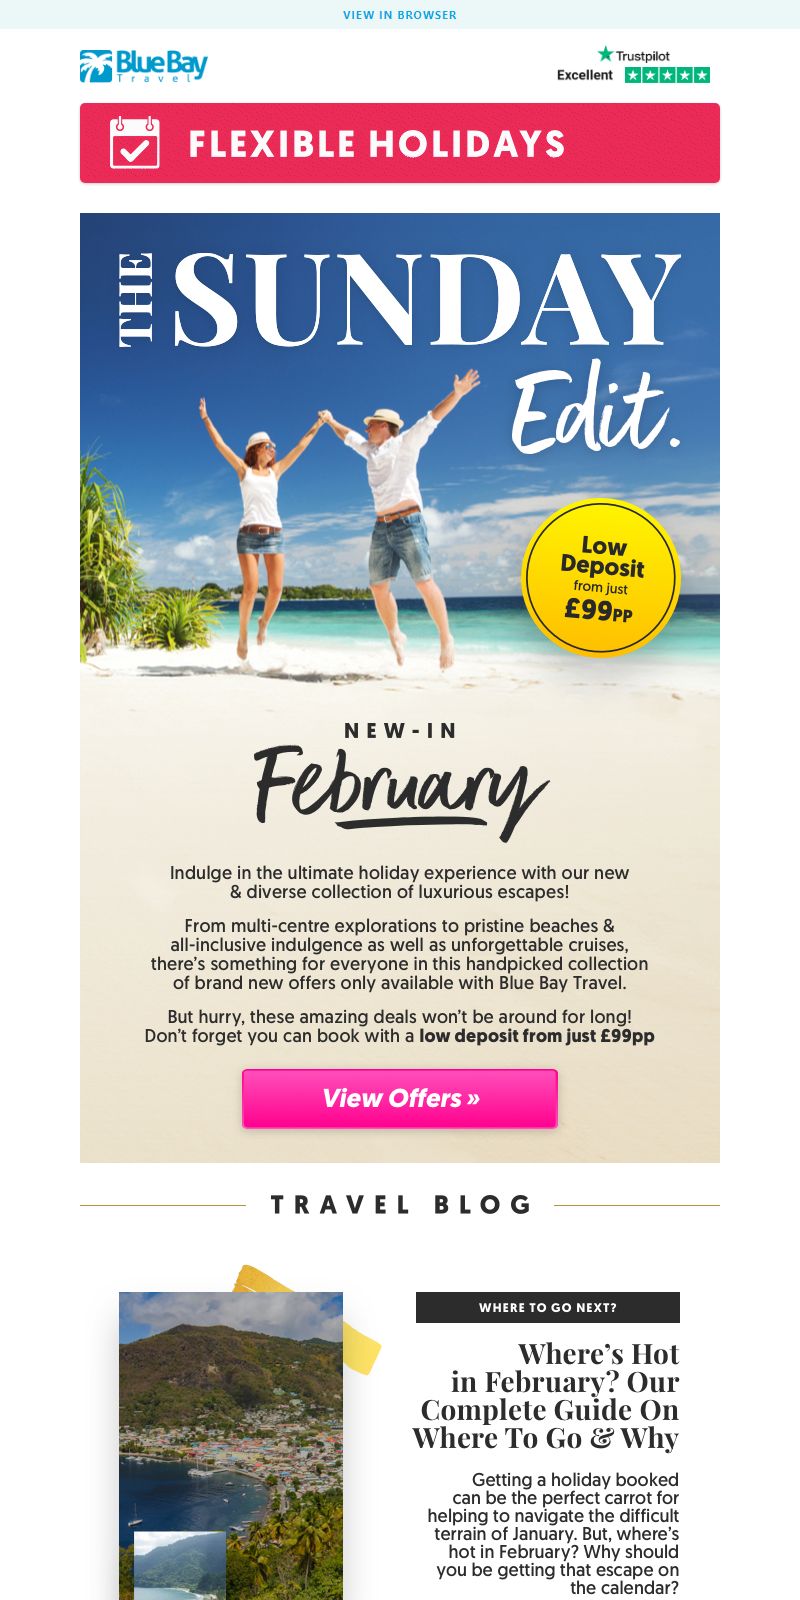 VIEW IN BROWSER
Blue Bay
Travel
Trustpilot
Excellent
FLEXIBLE HOLIDAYS
THE SUNDAY
Edit.
Low
Deposit
from just
£99PP
NEW-IN
February
Indulge in the ultimate holiday experience with our new
& diverse collection of luxurious escapes!
From multi-centre explorations to pristine beaches &
all-inclusive indulgence as well as unforgettable cruises,
there's something for everyone in this handpicked collection
of brand new offers only available with Blue Bay Travel.
But hurry, these amazing deals won't be around for long!
Don't forget you can book with a low deposit from just £99pp
View Offers »
TRAVEL BLOG
WHERE TO GO NEXT?
Where's Hot
in February? Our
Complete Guide On
Where To Go & Why
Getting a holiday booked
can be the perfect carrot for
helping to navigate the difficult
terrain of January. But, where's
hot in February? Why should
you be getting that escape on
the calendar?